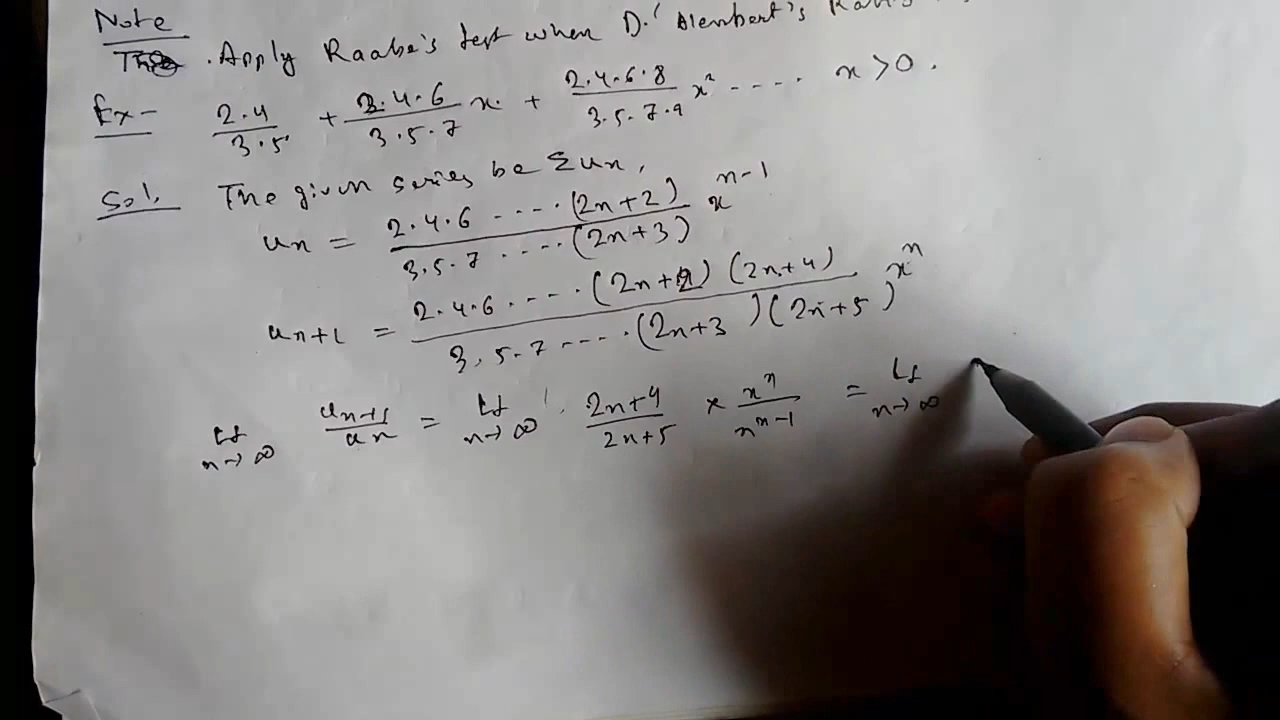 Note
. Apply Raabe's test when D.'Alembert's
Ex- 2.4/3.5 + 2.4.6/3.5.7 x. + 2.4.6.8/3.5.7.9 x² ---- x > 0 .
Sol. The given series be Σun,
un = 2.4.6 ---- (2n+2)/3.5.7 ---- (2n+3) x^n-1
un+1 = 2.4.6 ---- (2n+2) (2n+4)/3.5.7 ---- (2n+3)(2n+5) x^n
Lt n→∞ un+1/un = Lt n→∞ . 2n+4/2n+5 × x^n/x^n-1 = Lt n→∞